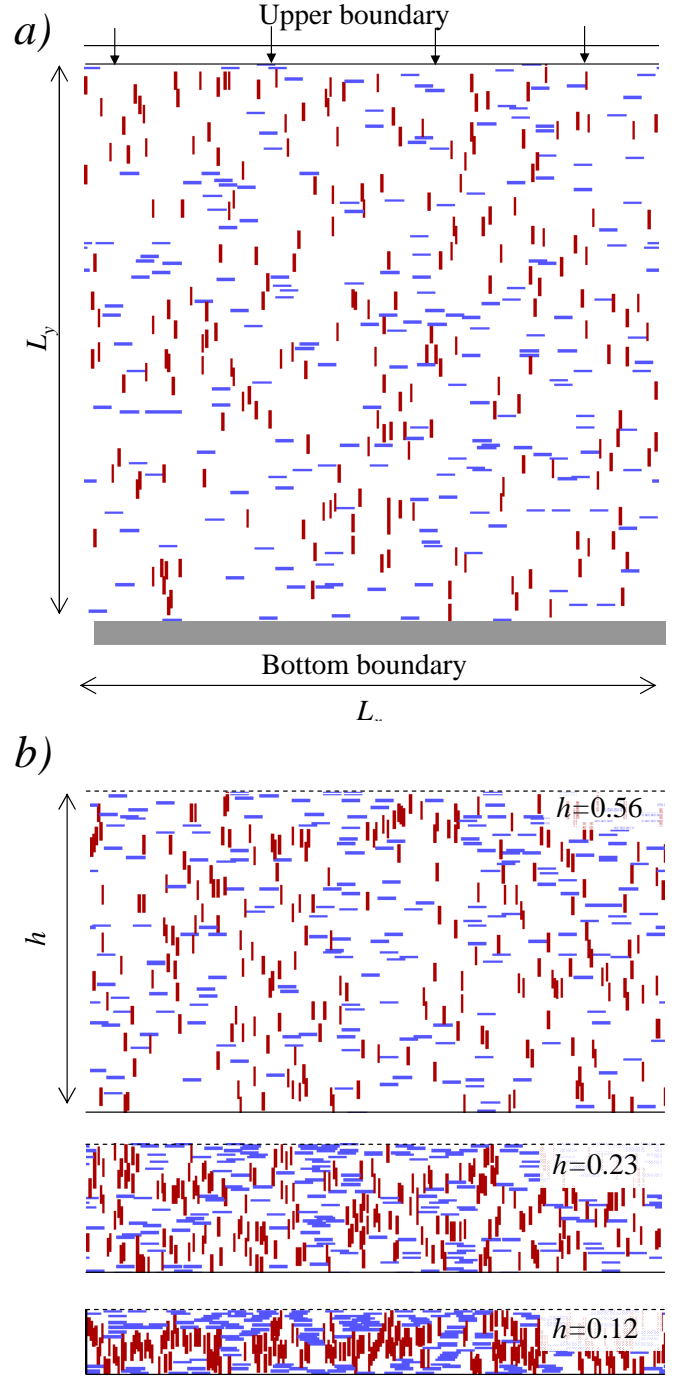 a)
Upper boundary
L_y
Bottom boundary
b)
h=0.56
h
h=0.23
h=0.12